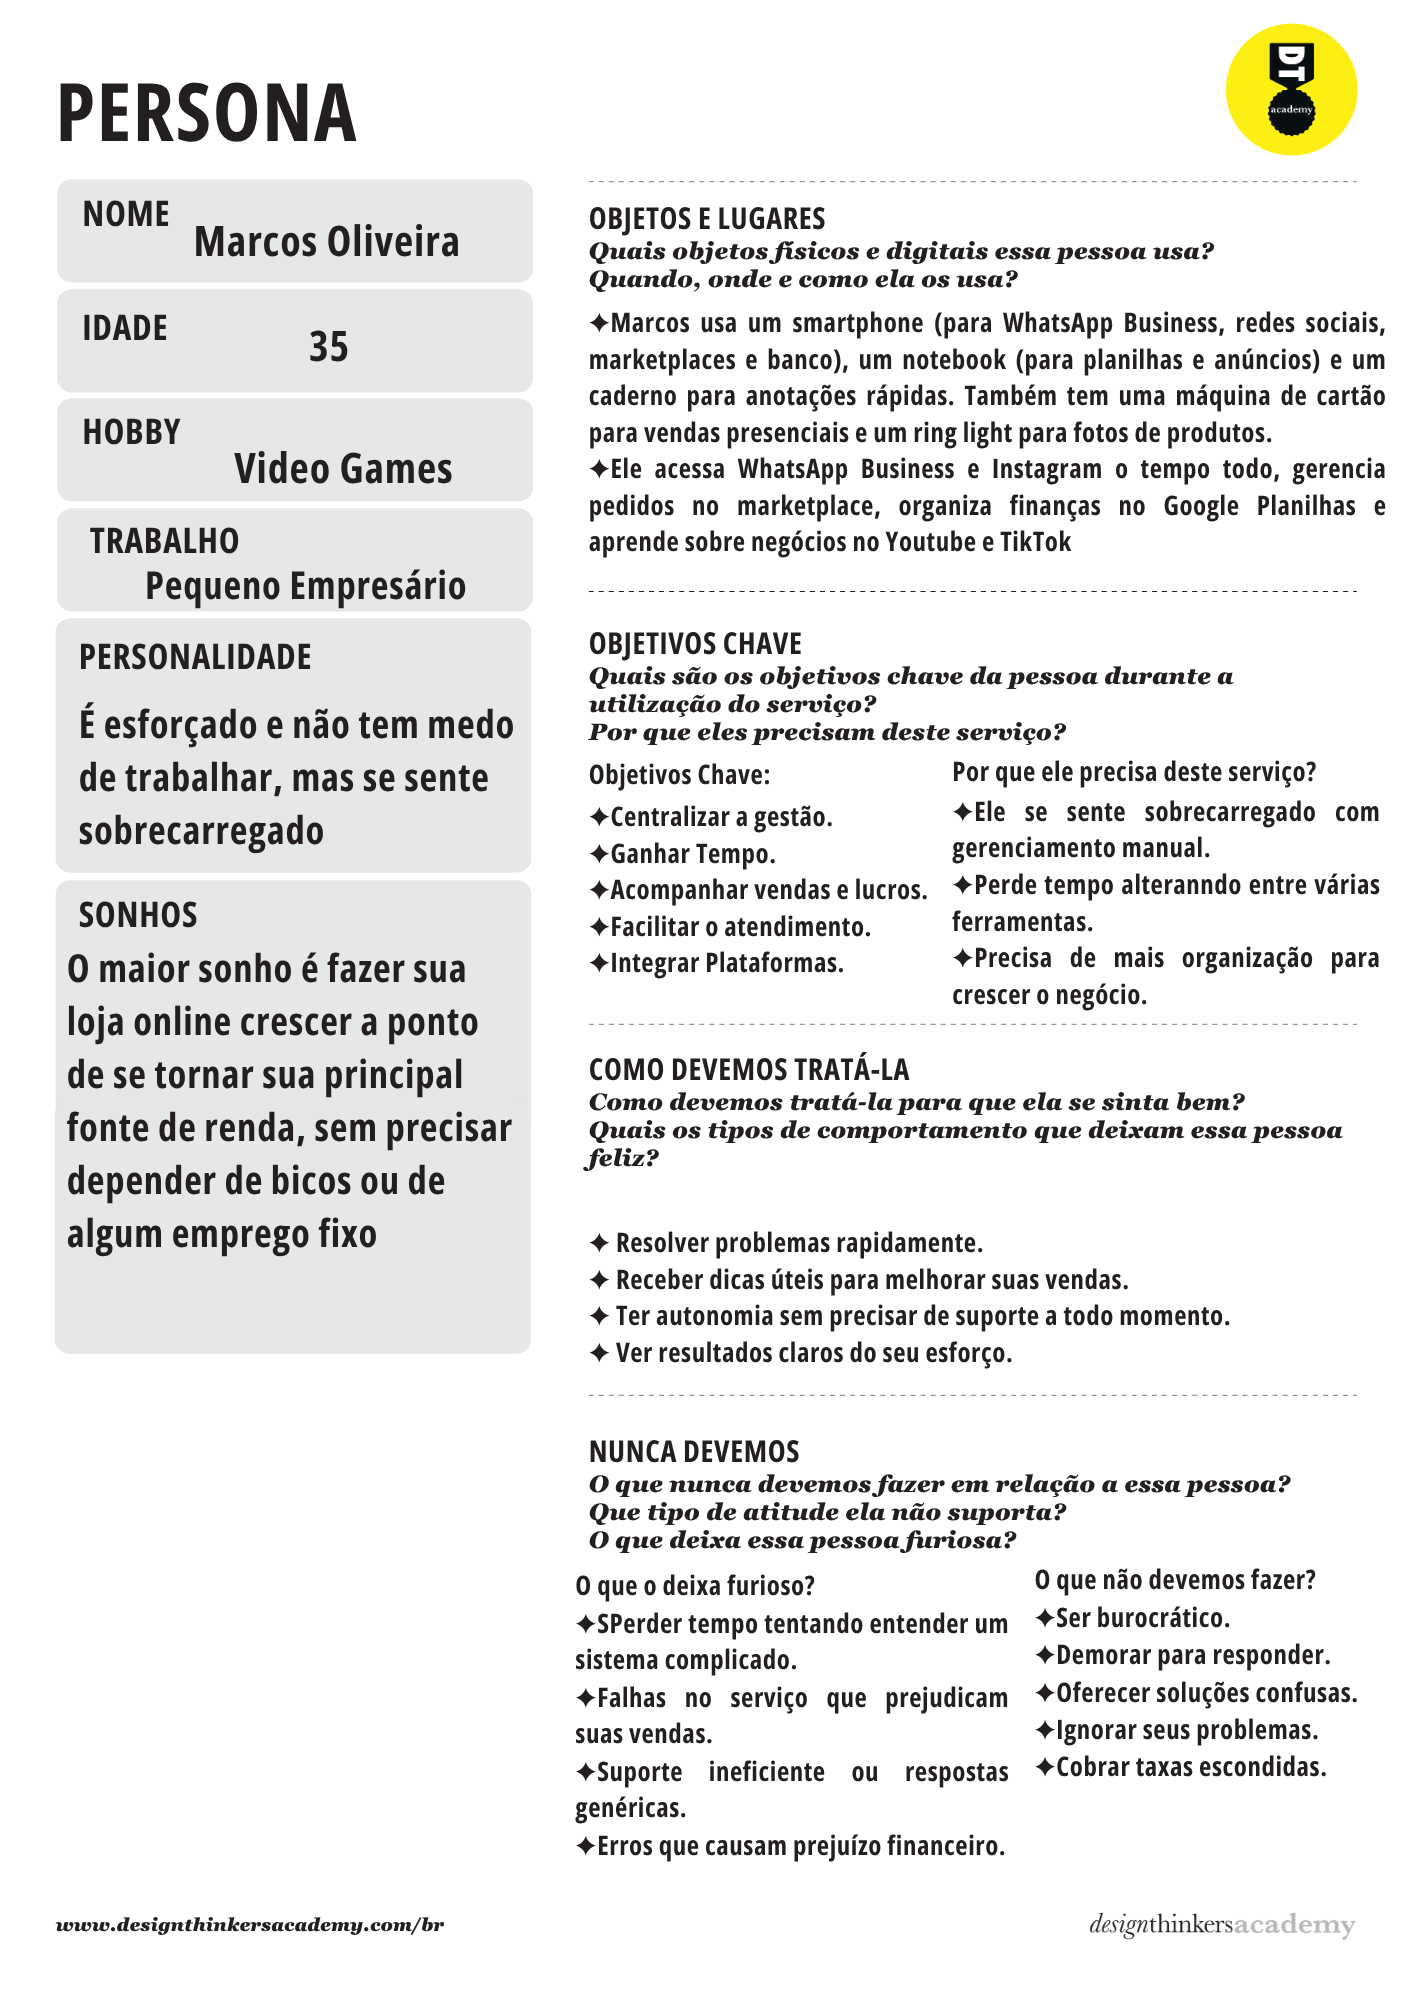 PERSONA
DT
academy
NOME
Marcos Oliveira
IDADE
35
HOBBY
Video Games
TRABALHO
Pequeno Empresário
PERSONALIDADE
É esforçado e não tem medo
de trabalhar, mas se sente
sobrecarregado
SONHOS
O maior sonho é fazer sua
loja online crescer a ponto
de se tornar sua principal
fonte de renda, sem precisar
depender de bicos ou de
algum emprego fixo
OBJETOS E LUGARES
Quais objetos físicos e digitais essa pessoa usa?
Quando, onde e como ela os usa?
✦Marcos usa um smartphone (para WhatsApp Business, redes sociais,
marketplaces e banco), um notebook (para planilhas e anúncios) e um
caderno para anotações rápidas. Também tem uma máquina de cartão
para vendas presenciais e um ring light para fotos de produtos.
✦Ele acessa WhatsApp Business e Instagram o tempo todo, gerencia
pedidos no marketplace, organiza finanças no Google Planilhas e
aprende sobre negócios no Youtube e TikTok
OBJETIVOS CHAVE
Quais são os objetivos chave da pessoa durante a
utilização do serviço?
Por que eles precisam deste serviço?
Objetivos Chave:
✦Centralizar a gestão.
✦Ganhar Tempo.
✦Acompanhar vendas e lucros.
✦Facilitar o atendimento.
✦Integrar Plataformas.
Por que ele precisa deste serviço?
✦Ele se sente sobrecarregado com
gerenciamento manual.
✦Perde tempo alteranndo entre várias
ferramentas.
✦Precisa de mais organização para
crescer o negócio.
COMO DEVEMOS TRATÁ-LA
Como devemos tratá-la para que ela se sinta bem?
Quais os tipos de comportamento que deixam essa pessoa
feliz?
✦ Resolver problemas rapidamente.
✦ Receber dicas úteis para melhorar suas vendas.
✦ Ter autonomia sem precisar de suporte a todo momento.
✦ Ver resultados claros do seu esforço.
NUNCA DEVEMOS
O que nunca devemos fazer em relação a essa pessoa?
Que tipo de atitude ela não suporta?
O que deixa essa pessoa furiosa?
O que o deixa furioso?
✦SPerder tempo tentando entender um
sistema complicado.
✦Falhas no serviço que prejudicam
suas vendas.
✦Suporte ineficiente ou respostas
genéricas.
✦Erros que causam prejuízo financeiro.
O que não devemos fazer?
✦Ser burocrático.
✦Demorar para responder.
✦Oferecer soluções confusas.
✦Ignorar seus problemas.
✦Cobrar taxas escondidas.
www.designthinkersacademy.com/br
designthinkersacademy